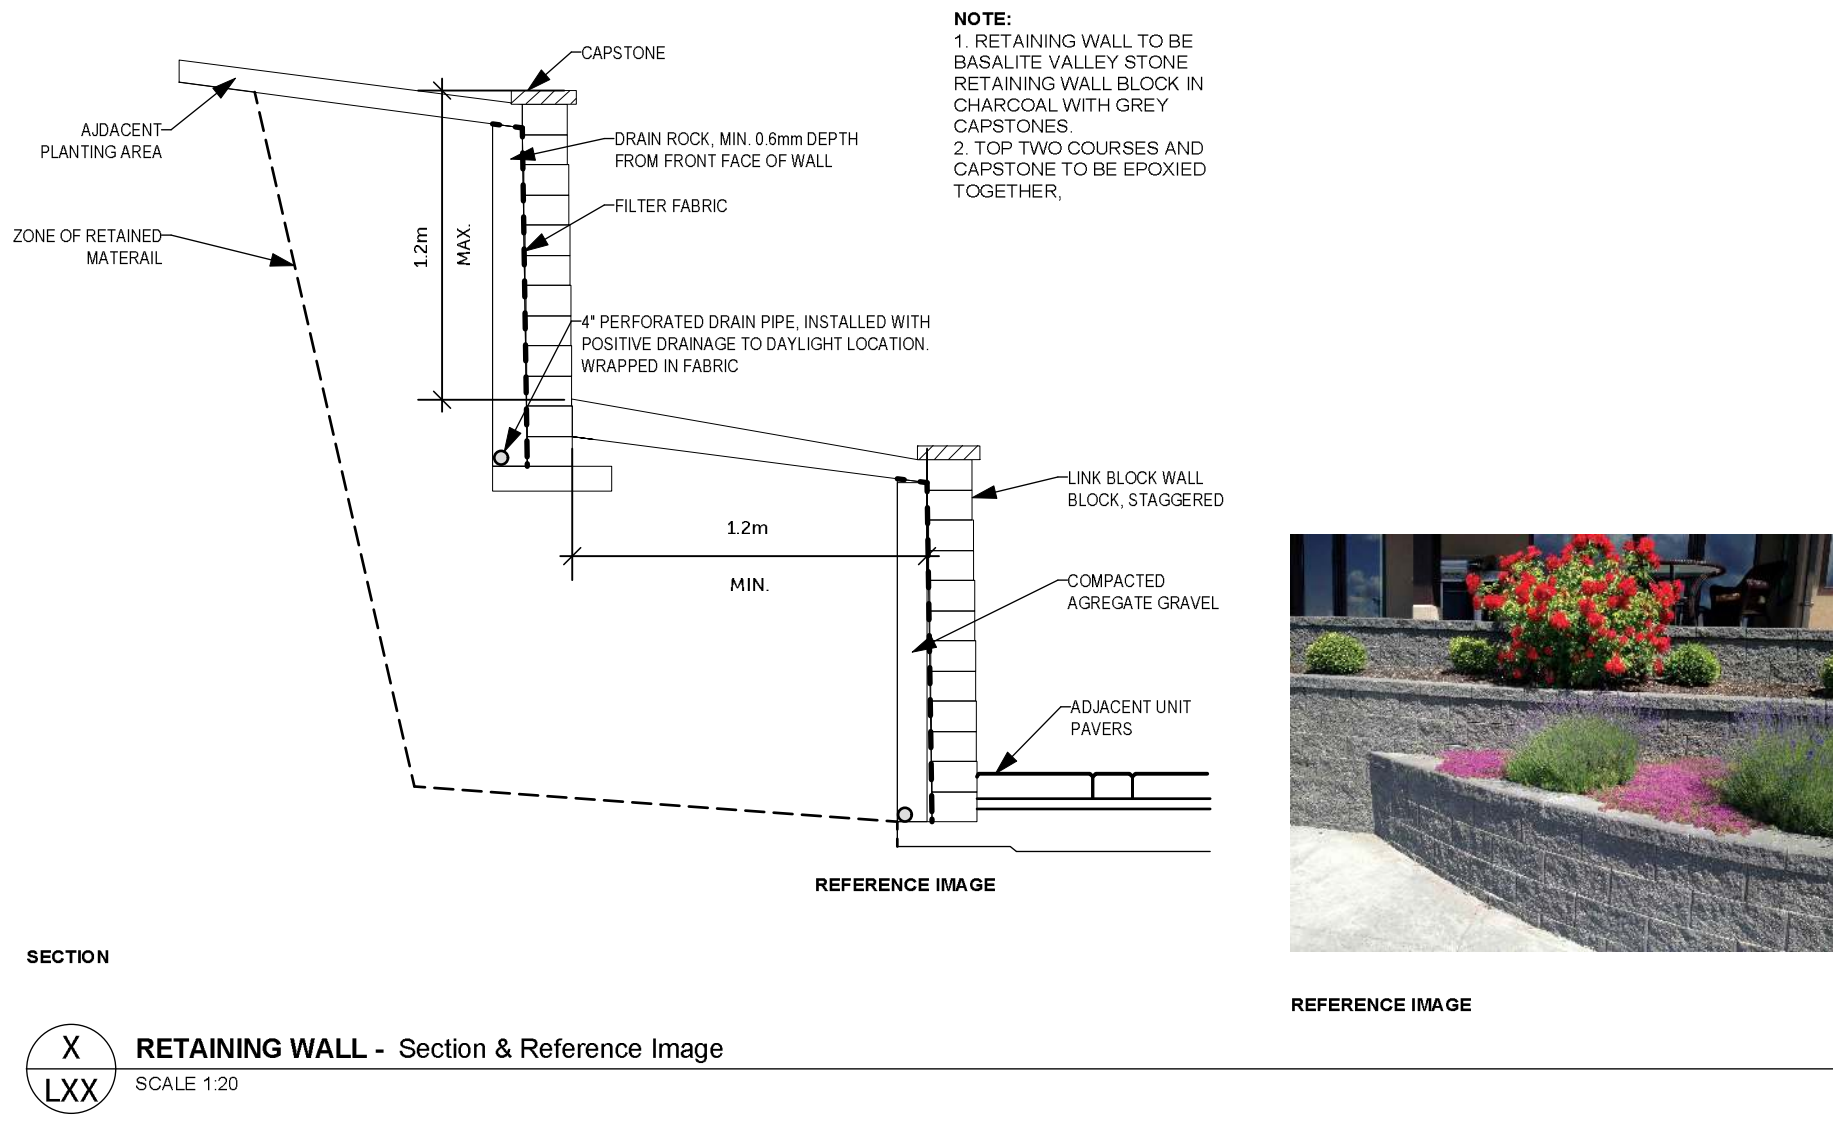 NOTE:
1. RETAINING WALL TO BE
BASALITE VALLEY STONE
RETAINING WALL BLOCK IN
CHARCOAL WITH GREY
CAPSTONES.
2. TOP TWO COURSES AND
CAPSTONE TO BE EPOXIED
TOGETHER,
CAPSTONE
AJDACENT
PLANTING AREA
DRAIN ROCK, MIN. 0.6mm DEPTH
FROM FRONT FACE OF WALL
FILTER FABRIC
ZONE OF RETAINED
MATERAIL
1.2m
MAX.
4" PERFORATED DRAIN PIPE, INSTALLED WITH
POSITIVE DRAINAGE TO DAYLIGHT LOCATION.
WRAPPED IN FABRIC
LINK BLOCK WALL
BLOCK, STAGGERED
1.2m
MIN.
COMPACTED
AGREGATE GRAVEL
ADJACENT UNIT
PAVERS
REFERENCE IMAGE
SECTION
REFERENCE IMAGE
X
LXX
RETAINING WALL - Section & Reference Image
SCALE 1:20